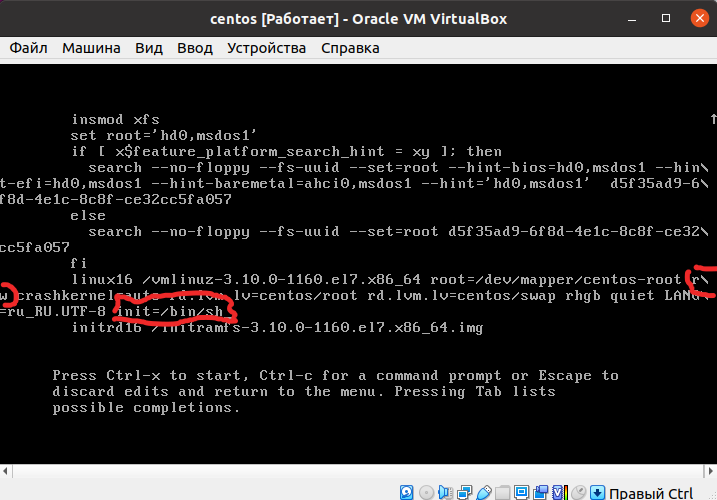 centos [Работает] - Oracle VM VirtualBox
Файл Машина Вид Ввод Устройства Справка
insmod xfs
set root='hd0,msdos1'
if [ x$feature_platform_search_hint = xy ]; then
search --no-floppy --fs-uuid --set=root --hint-bios=hd0,msdos1 --hin\
t-efi=hd0,msdos1 --hint-baremetal=ahci0,msdos1 --hint='hd0,msdos1' d5f35ad9-6\
f8d-4e1c-8c8f-ce32cc5fa057
else
search --no-floppy --fs-uuid --set=root d5f35ad9-6f8d-4e1c-8c8f-ce32\
cc5fa057
fi
linux16 /vmlinuz-3.10.0-1160.el7.x86_64 root=/dev/mapper/centos-root r\
w crashkernel=auto rd.lvm.lv=centos/root rd.lvm.lv=centos/swap rhgb quiet LANG\
=ru_RU.UTF-8 init=/bin/sh
initrd16 /initramfs-3.10.0-1160.el7.x86_64.img
Press Ctrl-x to start, Ctrl-c for a command prompt or Escape to
discard edits and return to the menu. Pressing Tab lists
possible completions.
Правый Ctrl